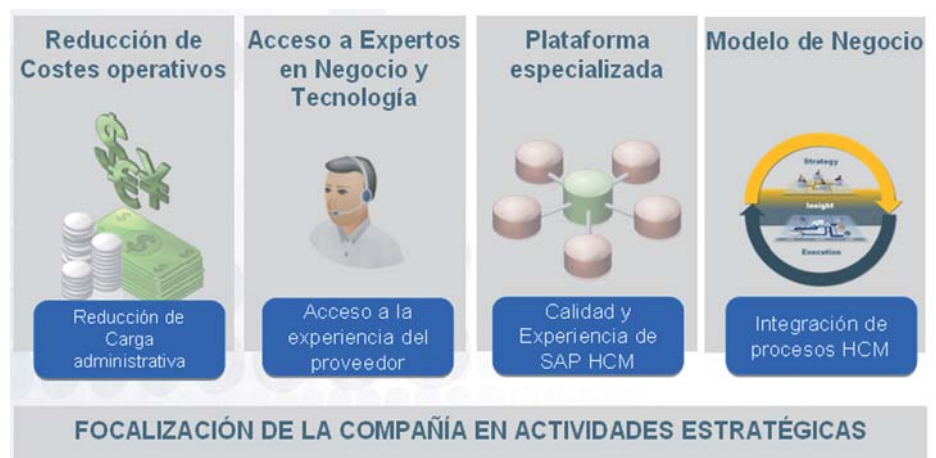 Reducción de
Costes operativos
Reducción de
Carga
administrativa
Acceso a Expertos
en Negocio y
Tecnología
Acceso a la
experiencia del
proveedor
Plataforma
especializada
Calidad y
Experiencia de
SAP HCM
Modelo de Negocio
Strategy
Insight
Execution
Integración de
procesos HCM
FOCALIZACIÓN DE LA COMPAÑÍA EN ACTIVIDADES ESTRATÉGICAS